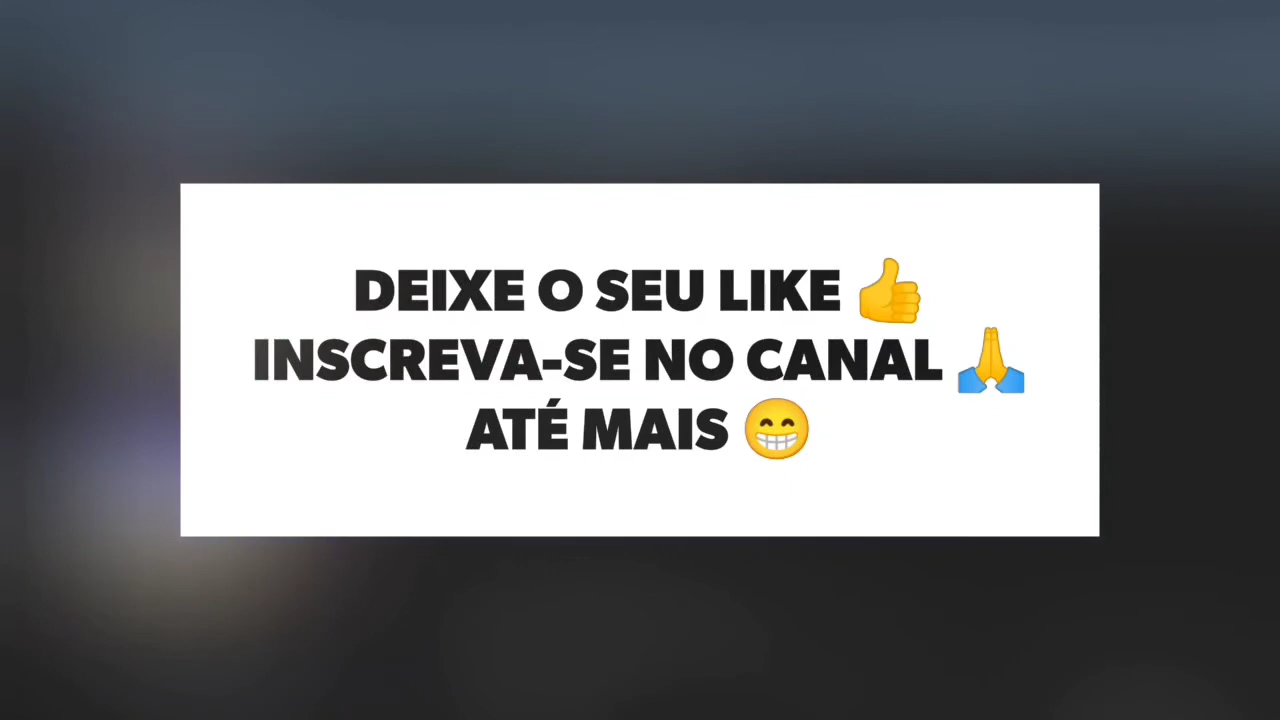 DEIXE O SEU LIKE 👍
INSCREVA-SE NO CANAL 🙏
ATÉ MAIS 😁